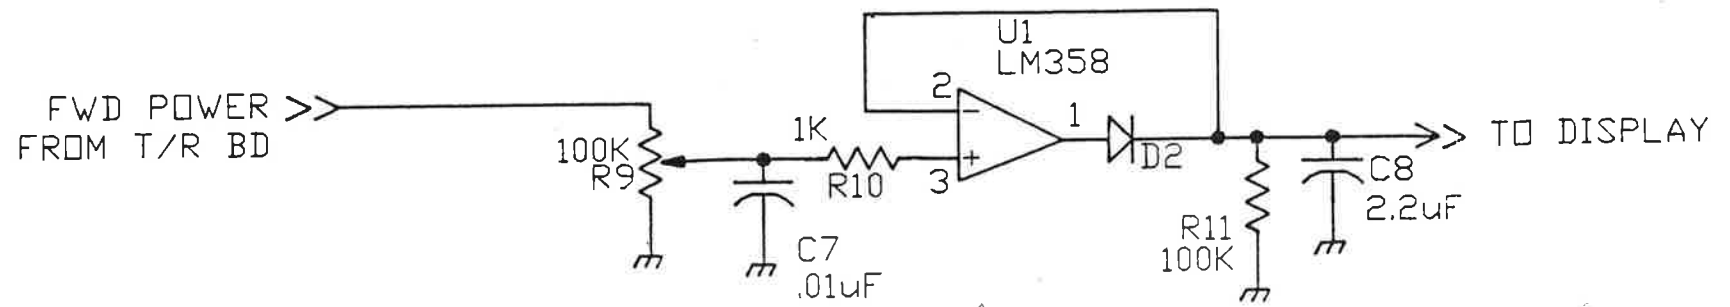 FWD POWER
FROM T/R BD
100K
R9
C7
.01uF
1K
R10
U1
LM358
2
3
1
D2
R11
100K
C8
2.2uF
TO DISPLAY